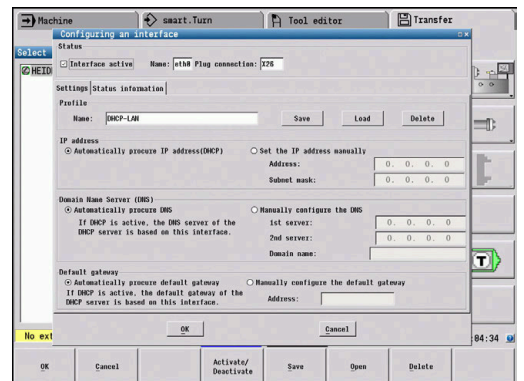 Machine
smart.Turn
Tool editor
Transfer
Configuring an interface
Select
Status
HEIDE
Interface active Name: eth0 Plug connection: X26
Settings Status information
Profile
Name: DHCP-LAN Save Load Delete
IP address
Automatically procure IP address(DHCP)
Set the IP address manually
Address: 0. 0. 0. 0
Subnet mask: 0. 0. 0. 0
Domain Name Server (DNS)
Automatically procure DNS
If DHCP is active, the DNS server of the
DHCP server is based on this interface.
Manually configure the DNS
1st server: 0. 0. 0. 0
2nd server: 0. 0. 0. 0
Domain name:
Default gateway
Automatically procure default gateway
If DHCP is active, the default gateway of the
DHCP server is based on this interface.
Manually configure the default gateway
Address:
OK Cancel
T
No ext
:04:34
OK
Cancel
Activate/
Deactivate
Save
Open
Delete